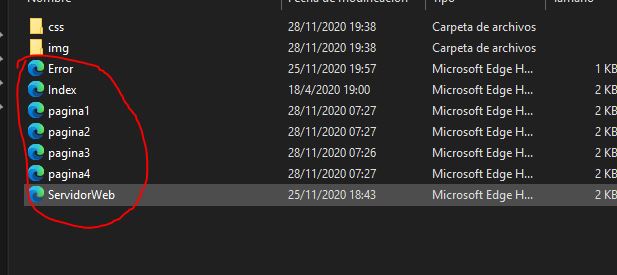 Nombre Fecha de modificación Tipo Tamaño
css 28/11/2020 19:38 Carpeta de archivos
img 28/11/2020 19:38 Carpeta de archivos
Error 25/11/2020 19:57 Microsoft Edge H... 1 KB
Index 18/4/2020 19:00 Microsoft Edge H... 2 KB
pagina1 28/11/2020 07:27 Microsoft Edge H... 2 KB
pagina2 28/11/2020 07:27 Microsoft Edge H... 2 KB
pagina3 28/11/2020 07:26 Microsoft Edge H... 2 KB
pagina4 28/11/2020 07:27 Microsoft Edge H... 2 KB
ServidorWeb 25/11/2020 18:43 Microsoft Edge H... 2 KB